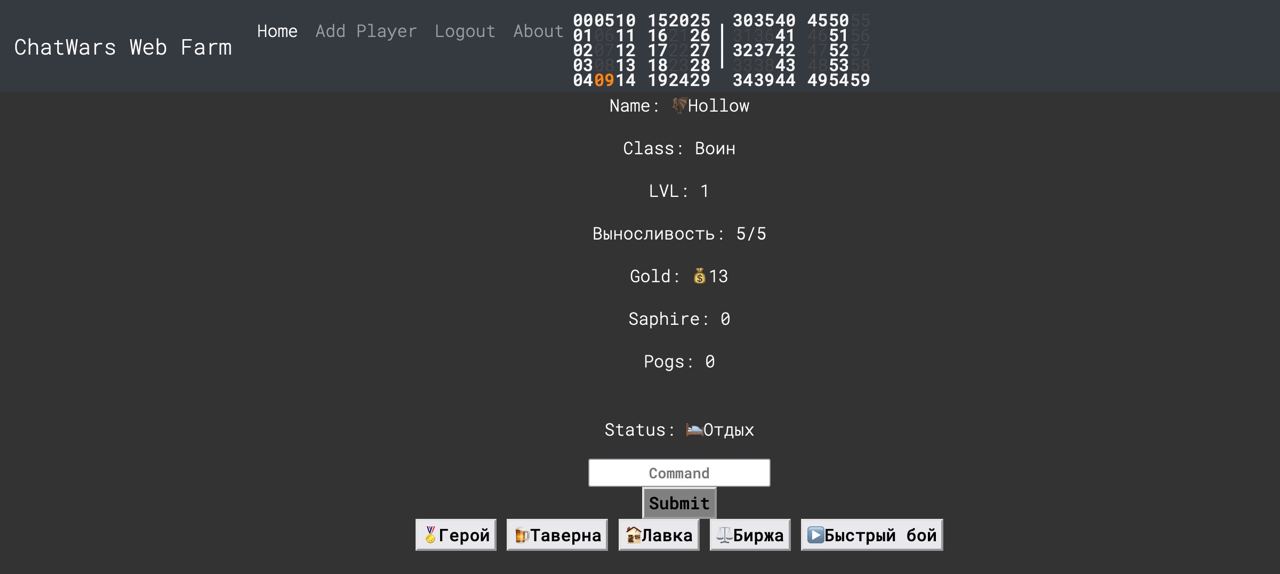 ChatWars Web Farm
Home Add Player Logout About
000510 152025 303540 455055
01 11 16 26 41 51
02 12 17 27 323742 52
03 13 18 28 43 53
040914 192429 343944 495459
Name: Hollow
Class: Воин
LVL: 1
Выносливость: 5/5
Gold: 💰13
Saphire: 0
Pogs: 0
Status: 🛌Отдых
Command
Submit
🏅Герой 🍺Таверна 🏚Лавка ⚖Биржа ▶Быстрый бой